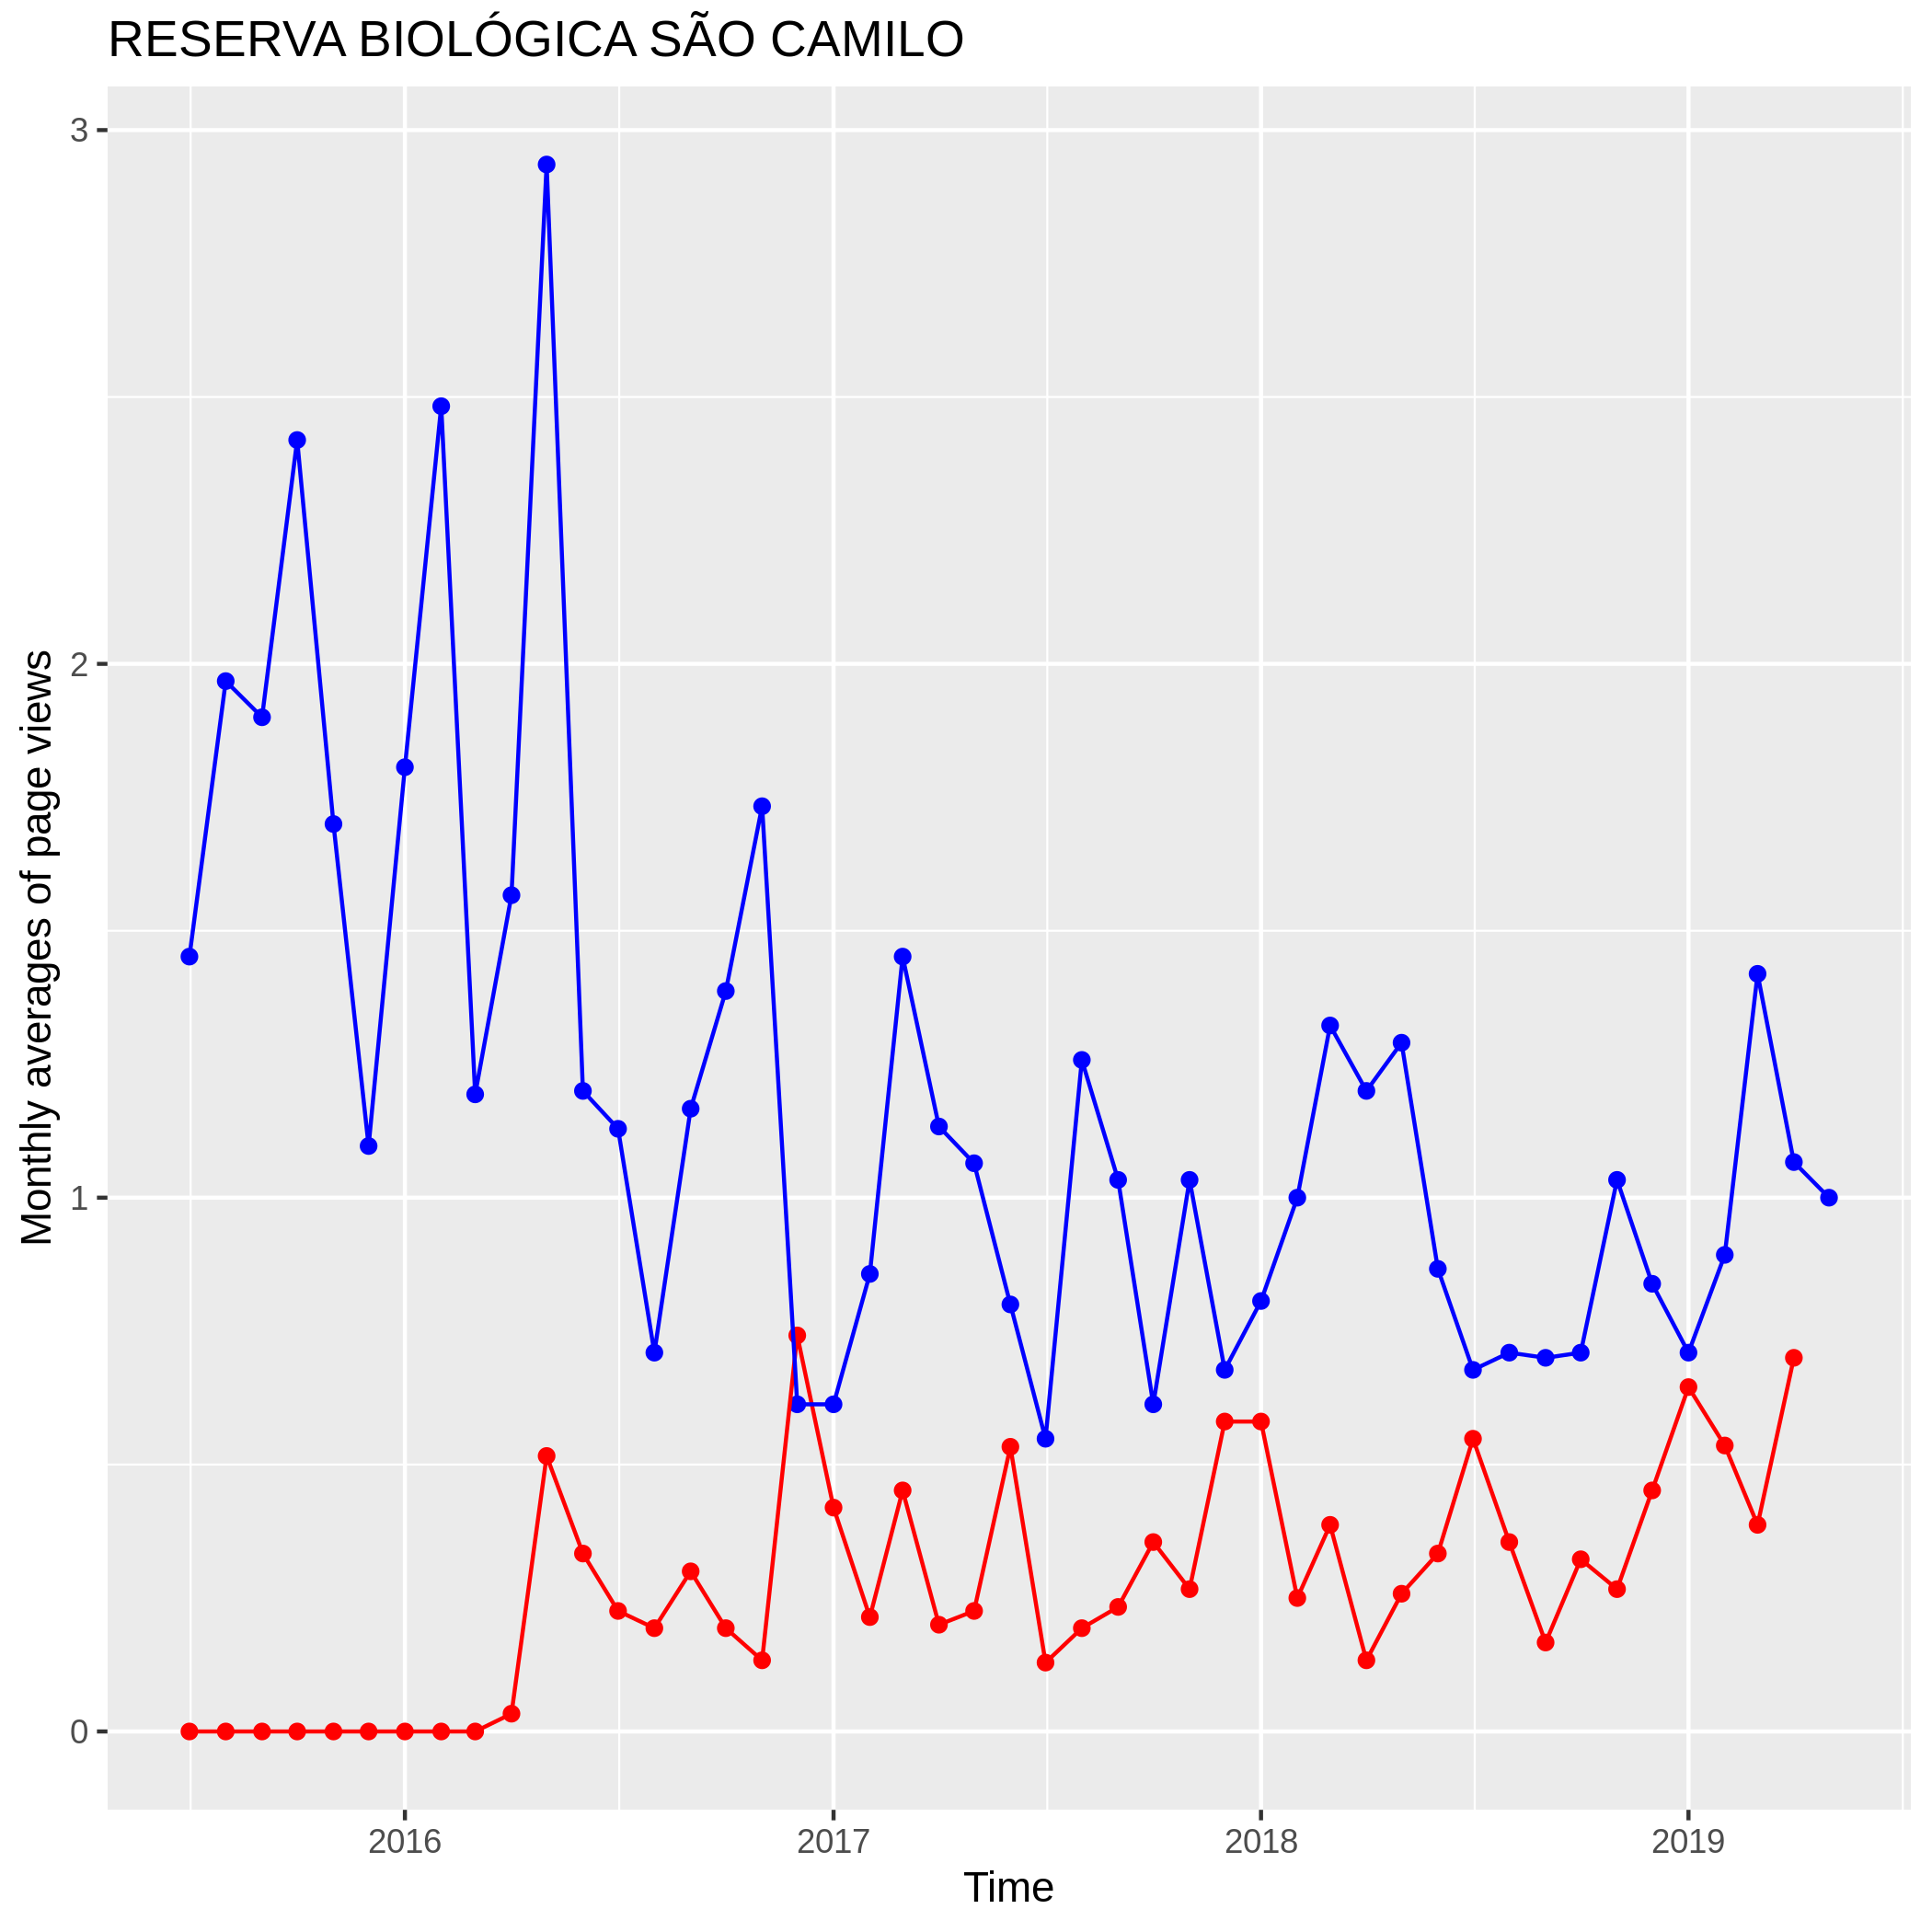 RESERVA BIOLÓGICA SÃO CAMILO
Monthly averages of page views
3
2
1
0
2016
2017
2018
2019
Time